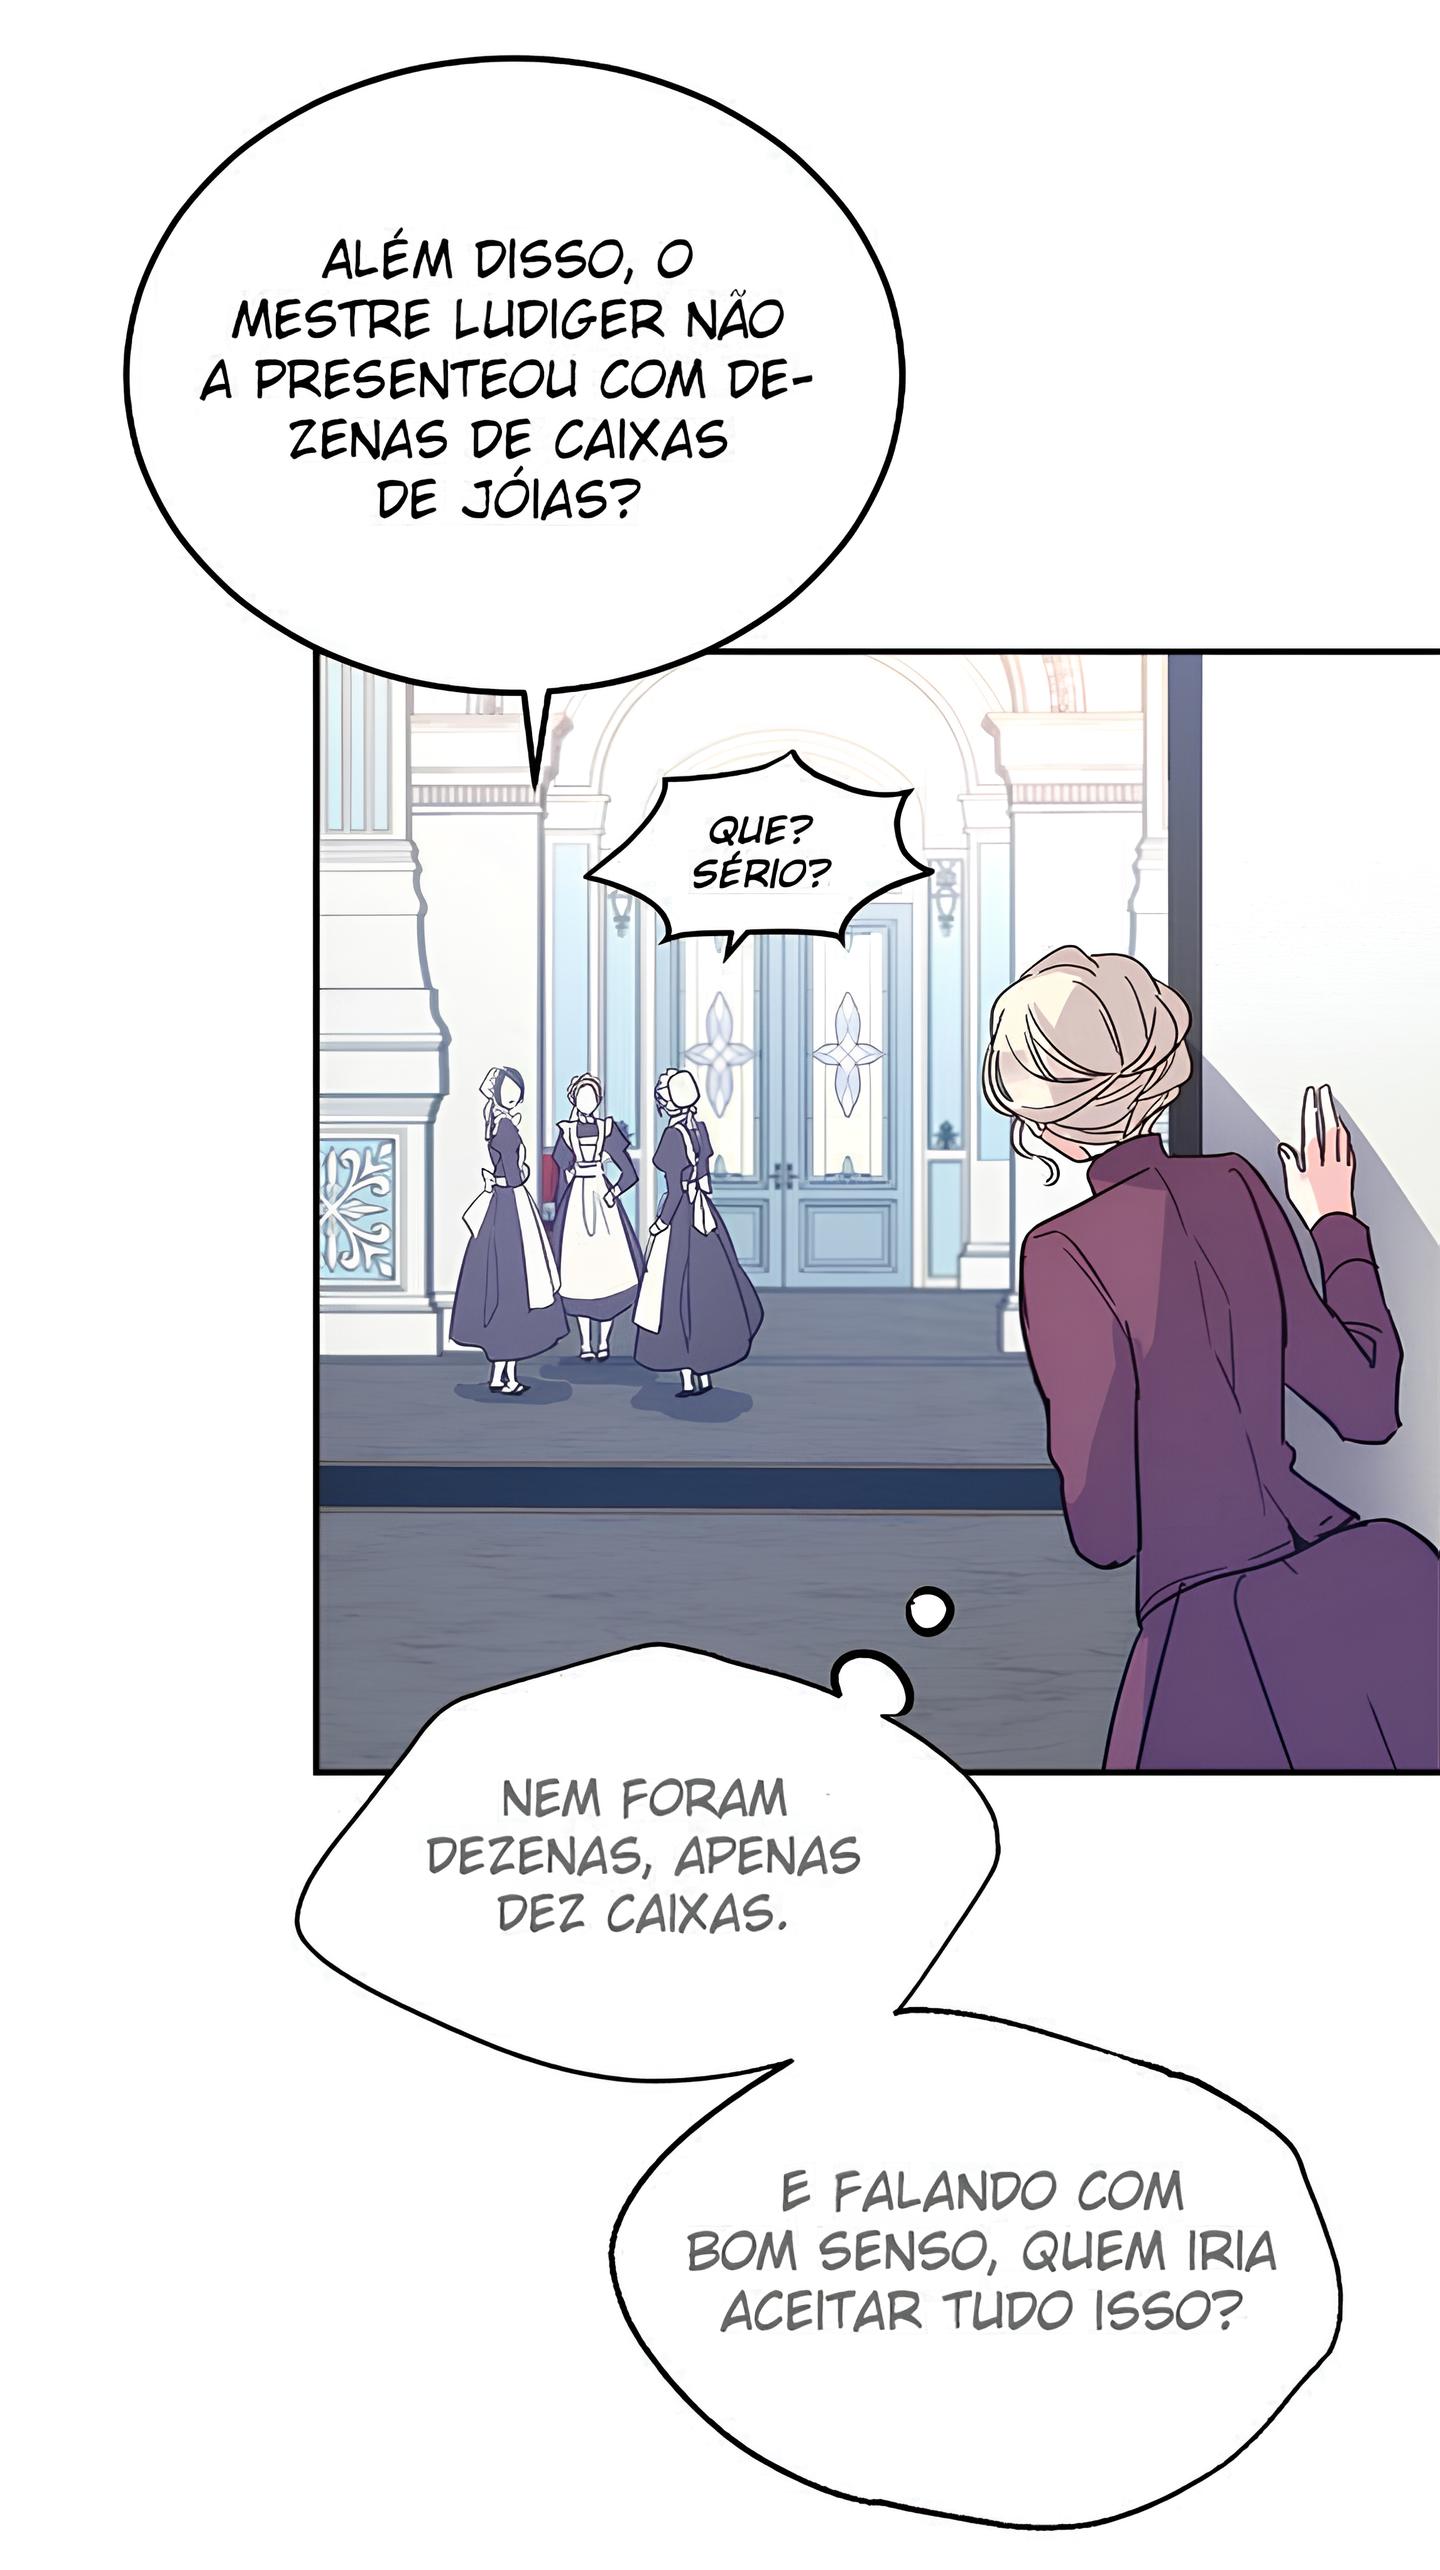 ALÉM DISSO, O
MESTRE LUDIGER NÃO
A PRESENTEOU COM DE-
ZENAS DE CAIXAS
DE JÓIAS?
QUE?
SÉRIO?
NEM FORAM
DEZENAS, APENAS
DEZ CAIXAS.
E FALANDO COM
BOM SENSO, QUEM IRIA
ACEITAR TUDO ISSO?